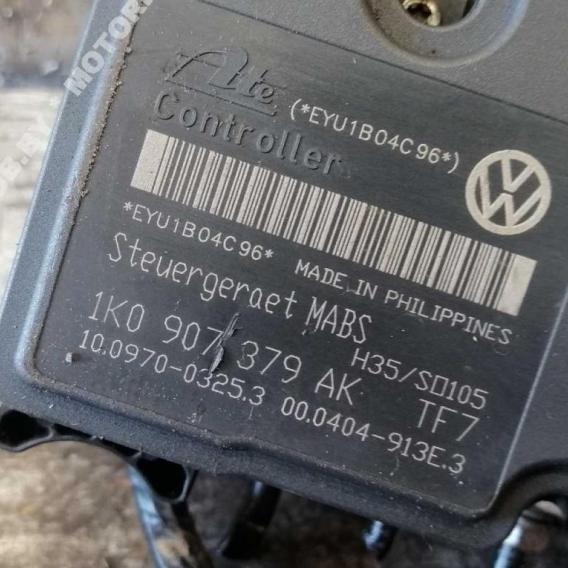 Ate
Controller
(*EYU1B04C96*)
*EYU1B04C96*
MADE IN PHILIPPINES
Steuergeraet MABS
H35/S0105
1K0 907 379 AK
TF7
10.0970-0325.3
00.0404-913E.3